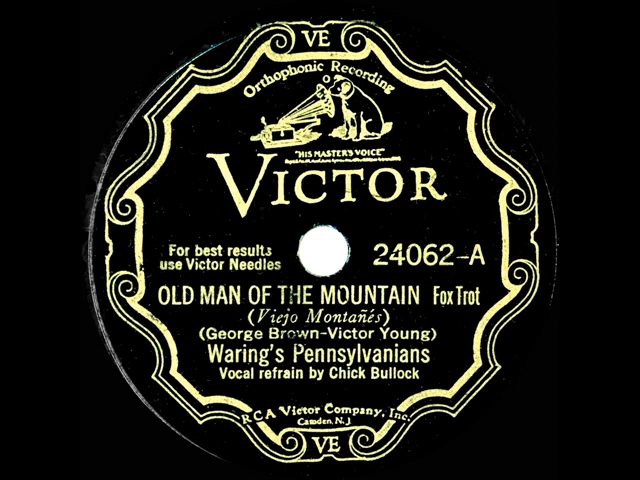 VE
Orthophonic Recording
"HIS MASTER'S VOICE"
VICTOR
For best results
use Victor Needles
24062-A
OLD MAN OF THE MOUNTAIN Fox Trot
(Viejo Montañés)
(George Brown-Victor Young)
Waring's Pennsylvanians
Vocal refrain by Chick Bullock
RCA Victor Company, Inc.
Camden, N.J.
VE